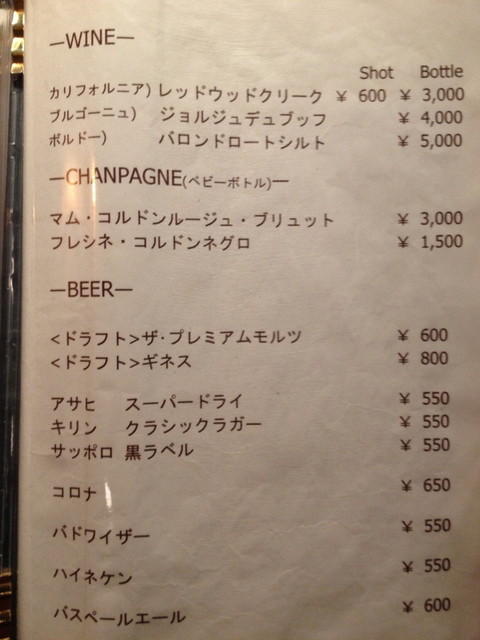 —WINE—
Shot Bottle
カリフォルニア) レッドウッドクリーク ¥ 600 ¥ 3,000
ブルゴーニュ) ジョルジュデュブッフ ¥ 4,000
ボルドー) バロンドロートシルト ¥ 5,000
—CHANPAGNE(ベビーボトル)—
マム・コルドンルージュ・ブリュット ¥ 3,000
フレシネ・コルドンネグロ ¥ 1,500
—BEER—
<ドラフト>ザ・プレミアムモルツ ¥ 600
<ドラフト>ギネス ¥ 800
アサヒ スーパードライ ¥ 550
キリン クラシックラガー ¥ 550
サッポロ 黒ラベル ¥ 550
コロナ ¥ 650
バドワイザー ¥ 550
ハイネケン ¥ 550
バスペールエール ¥ 600